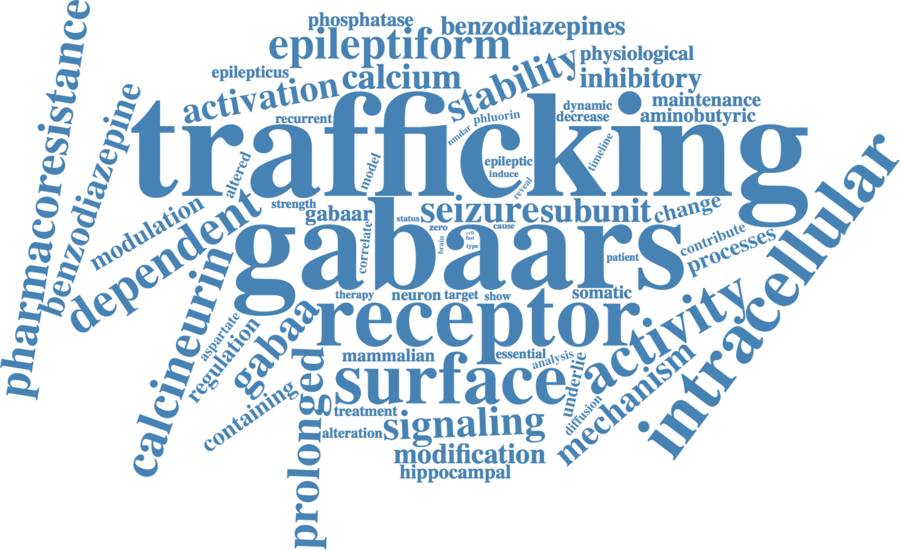 phosphatase
benzodiazepines
epileptiform
physiological
epilepticus
calcium
stability
inhibitory
activation
recurrent
phluorin
nmdar
dynamic
decrease
maintenance
aminobutyric
pharmacoresistance
benzodiazepine
trafficking
altered
model
epileptic
induce
reveal
timeline
modulation
dependent
strength
gabaar
status
seizure
subunit
change
zero
cause
correlate
brain
cell
fast
type
gabaars
patient
contribute
processes
intracellular
calcineurin
aspartate
regulation
gabaa
therapy
neuron
target
show
somatic
receptor
activity
mammalian
essential
analysis
underlie
mechanism
surface
containing
prolonged
treatment
alteration
signaling
diffusion
modification
hippocampal